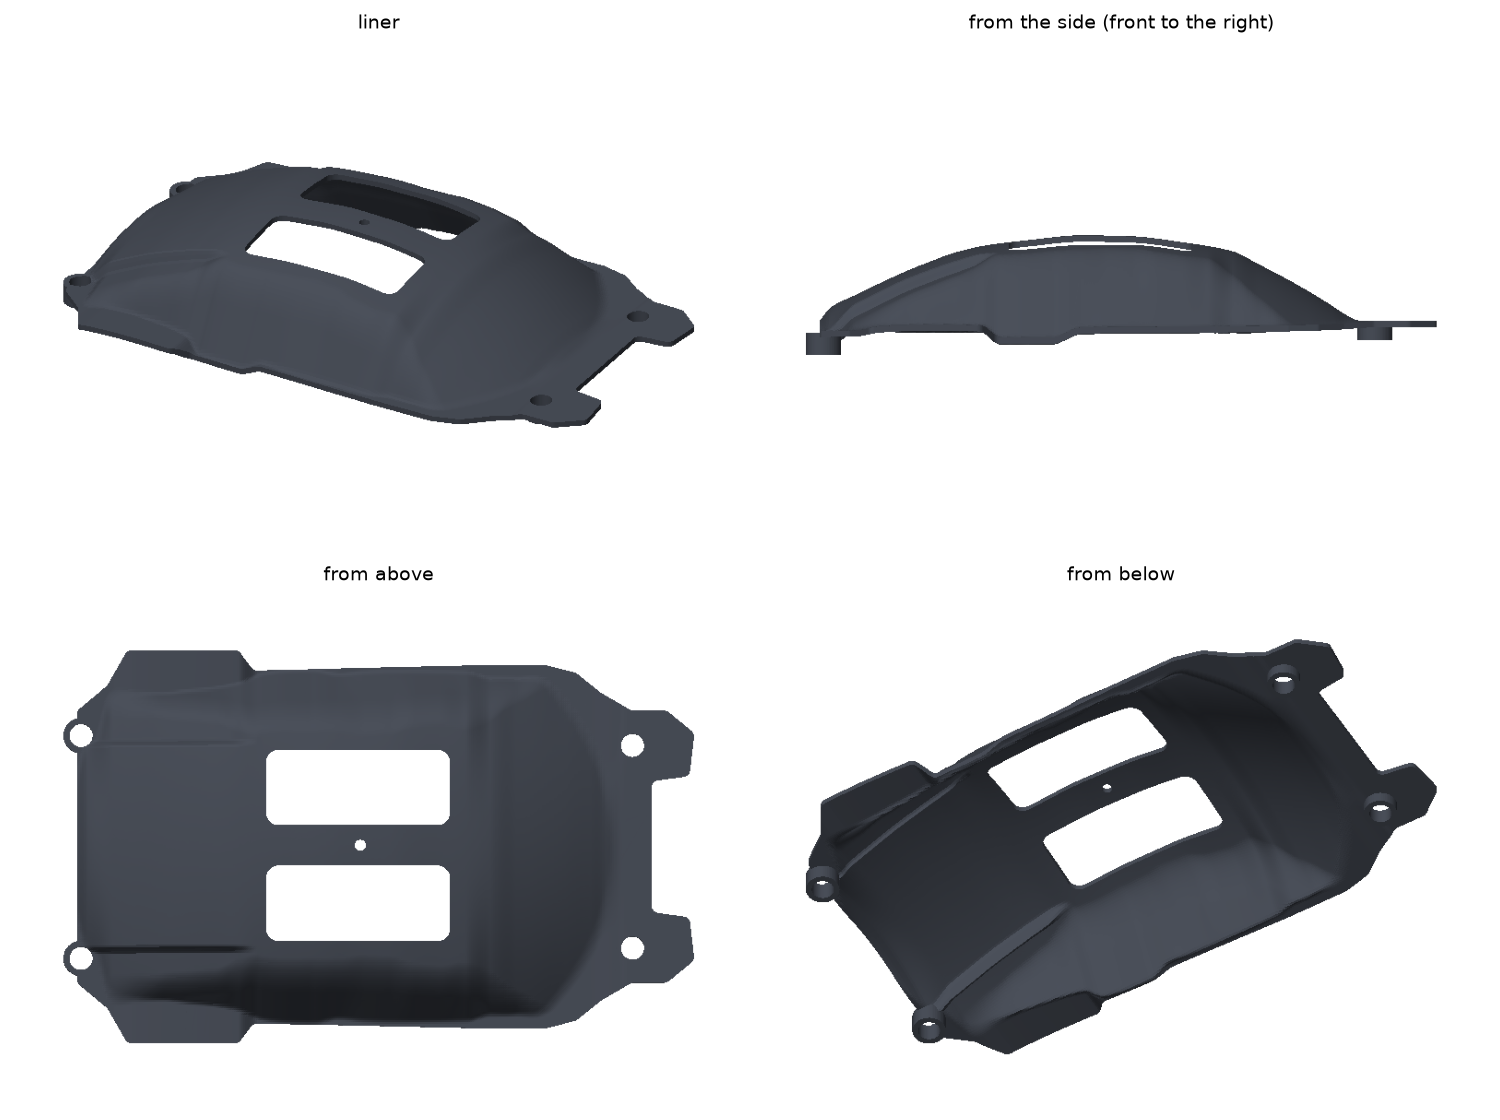 liner
from the side (front to the right)
from above
from below